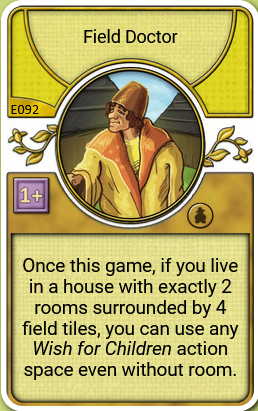 Field Doctor
E092
1+
Once this game, if you live
in a house with exactly 2
rooms surrounded by 4
field tiles, you can use any
Wish for Children action
space even without room.